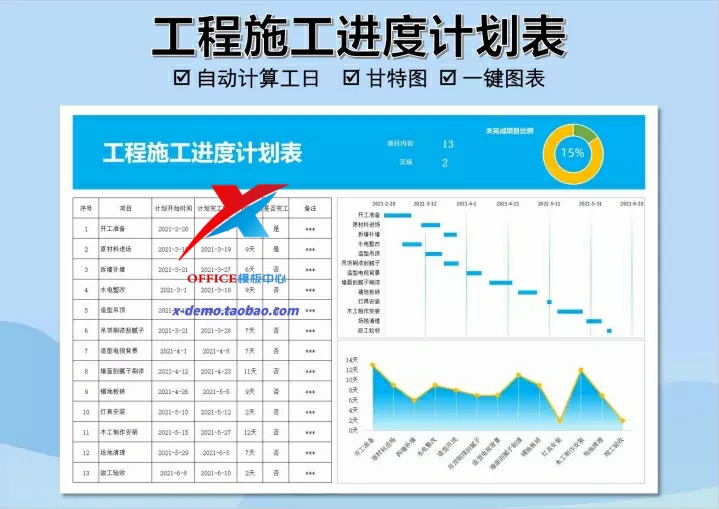 工程施工进度计划表
自动计算工日 甘特图 一键图表
工程施工进度计划表
项目内容 13
完成 2
未完成项目比例
15%
序号 项目 计划开始时间 计划完工 是否完工 备注
1 开工准备 2021-2-20 是 ***
2 原材料进场 2021-3-19 9天 是 ***
3 拆墙补墙 2021-3-21 2021-3-27 6天 否 ***
4 水电整改 2021-3-1 2021-3-10 9天 否 ***
5 造型吊顶 否 ***
6 吊顶刷漆刮腻子 2021-3-21 2021-3-28 7天 否 ***
7 造型电视背景 2021-4-1 2021-4-8 7天 否 ***
8 墙面刮腻子刷漆 2021-4-12 2021-4-23 11天 否 ***
9 铺地板砖 2021-4-26 2021-5-5 9天 否 ***
10 灯具安装 2021-5-10 2021-5-12 2天 否 ***
11 木工制作安装 2021-5-15 2021-5-27 12天 否 ***
12 场地清理 2021-5-29 2021-6-5 7天 否 ***
13 竣工验收 2021-6-8 2021-6-10 2天 否 ***
OFFICE模版中心
x-demo.taobao.com
2021-2-20 2021-3-12 2021-4-1 2021-4-21 2021-5-11 2021-5-31 2021-6-20
开工准备
原材料进场
拆墙补墙
水电整改
造型吊顶
吊顶刷漆刮腻子
造型电视背景
墙面刮腻子刷漆
铺地板砖
灯具安装
木工制作安装
场地清理
竣工验收
14天
12天
10天
8天
6天
4天
2天
0天
开工准备 原材料进场 拆墙补墙 水电整改 造型吊顶 吊顶刷漆刮腻子 造型电视背景 墙面刮腻子刷漆 铺地板砖 灯具安装 木工制作安装 场地清理 竣工验收